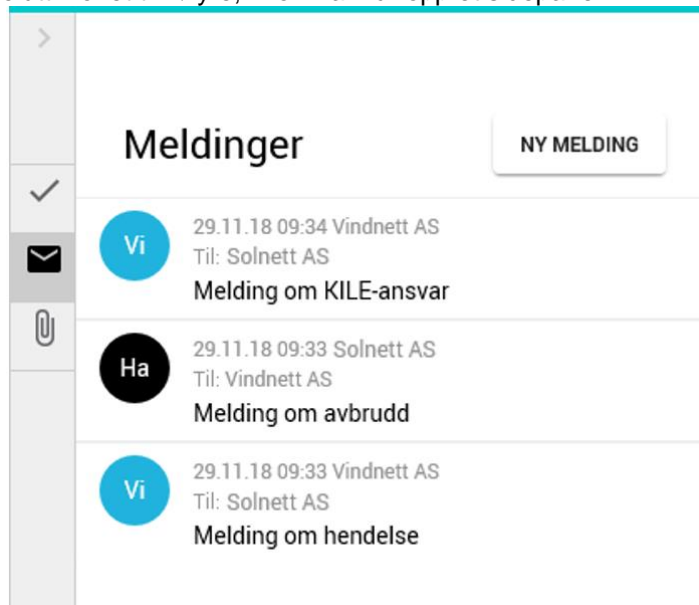 Meldinger
NY MELDING
Vi
29.11.18 09:34 Vindnett AS
Til: Solnett AS
Melding om KILE-ansvar
Ha
29.11.18 09:33 Solnett AS
Til: Vindnett AS
Melding om avbrudd
Vi
29.11.18 09:33 Vindnett AS
Til: Solnett AS
Melding om hendelse